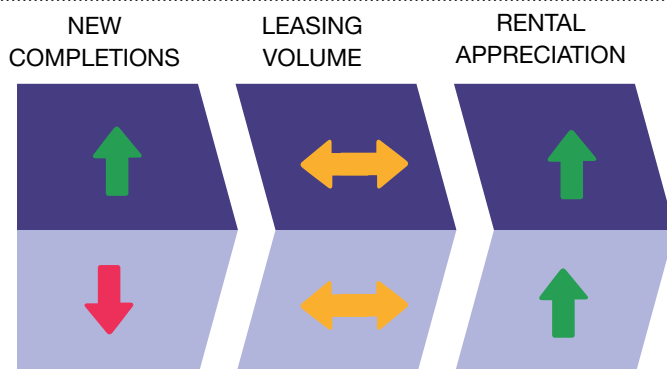 NEW
COMPLETIONS
LEASING
VOLUME
RENTAL
APPRECIATION